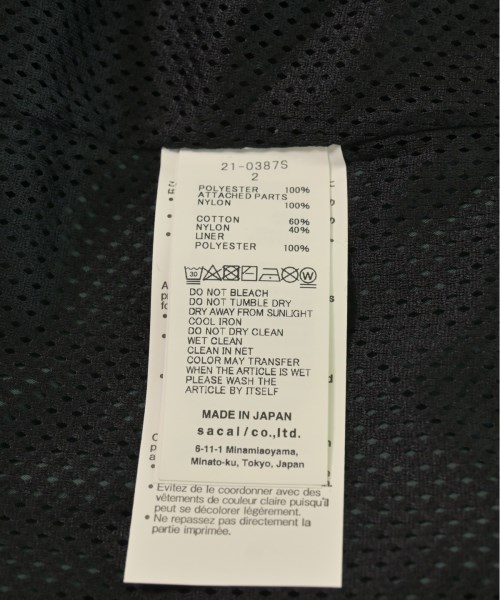 21-0387S
2
POLYESTER 100%
ATTACHED PARTS
NYLON 100%
COTTON 60%
NYLON 40%
LINER
POLYESTER 100%
30
W
DO NOT BLEACH
DO NOT TUMBLE DRY
DRY AWAY FROM SUNLIGHT
COOL IRON
DO NOT DRY CLEAN
WET CLEAN
CLEAN IN NET
COLOR MAY TRANSFER
WHEN THE ARTICLE IS WET
PLEASE WASH THE
ARTICLE BY ITSELF
MADE IN JAPAN
sacai/co.,ltd.
6-11-1 Minamiaoyama,
Minato-ku, Tokyo, Japan
• Evitez de le coordonner avec des
vêtements de couleur claire puisqu'il
peut se décolorer légèrement.
• Ne repassez pas directement la
partie imprimée.